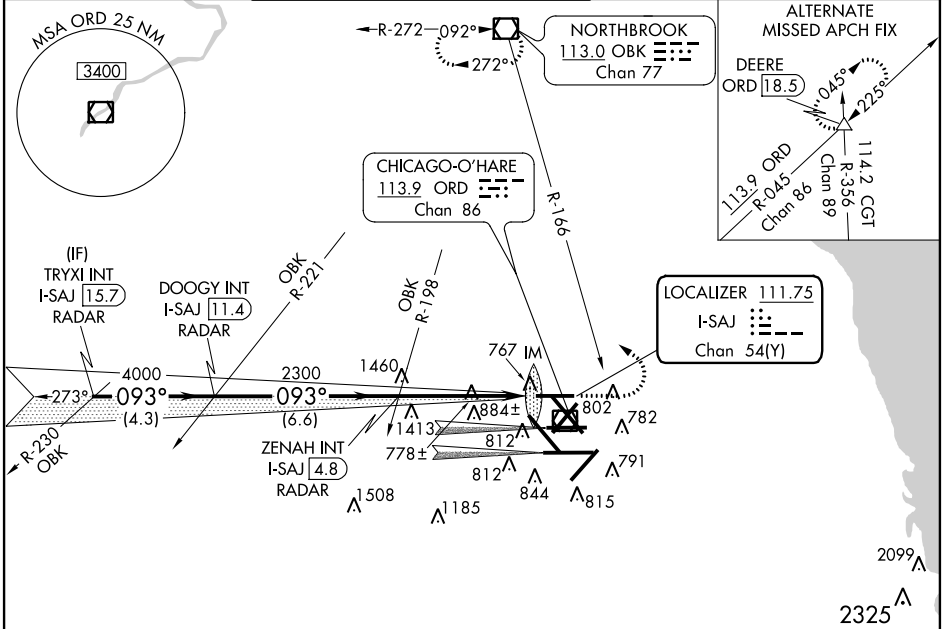 MSA ORD 25 NM
3400
R-272
092°
272°
NORTHBROOK
113.0 OBK
Chan 77
ALTERNATE
MISSED APCH FIX
DEERE
ORD 18.5
045°
225°
113.9 ORD
R-045
Chan 86
114.2 CGT
R-356
Chan 89
CHICAGO-O'HARE
113.9 ORD
Chan 86
R-166
(IF)
TRYXI INT
I-SAJ 15.7
RADAR
DOOGY INT
I-SAJ 11.4
RADAR
OBK
R-221
OBK
R-198
LOCALIZER 111.75
I-SAJ
Chan 54(Y)
1460
767
IM
4000
2300
273°
093°
093°
(4.3)
(6.6)
884±
802
782
1413
R-230
OBK
ZENAH INT
I-SAJ 4.8
RADAR
778±
812
812
791
844
815
1508
1185
2099
2325